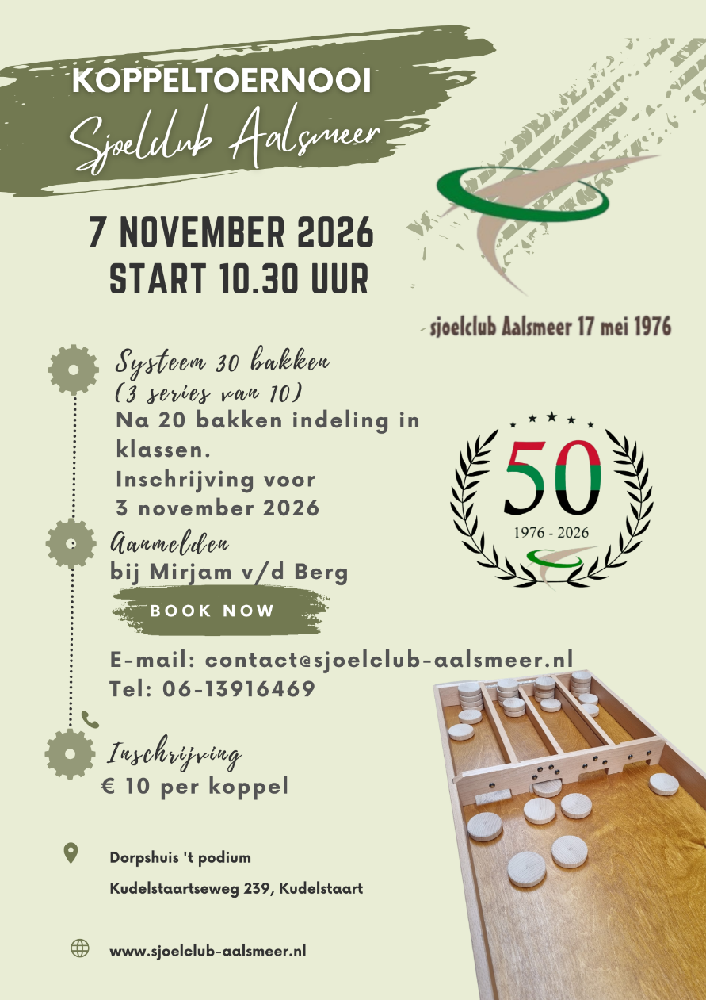 KOPPELTOERNOOI
Sjoelclub Aalsmeer
7 NOVEMBER 2026
START 10.30 UUR
sjoelclub Aalsmeer 17 mei 1976
Systeem 30 bakken
(3 series van 10)
Na 20 bakken indeling in
klassen.
Inschrijving voor
3 november 2026
50
1976 - 2026
Aanmelden
bij Mirjam v/d Berg
BOOK NOW
E-mail: contact@sjoelclub-aalsmeer.nl
Tel: 06-13916469
Inschrijving
€ 10 per koppel
Dorpshuis 't podium
Kudelstaartseweg 239, Kudelstaart
www.sjoelclub-aalsmeer.nl